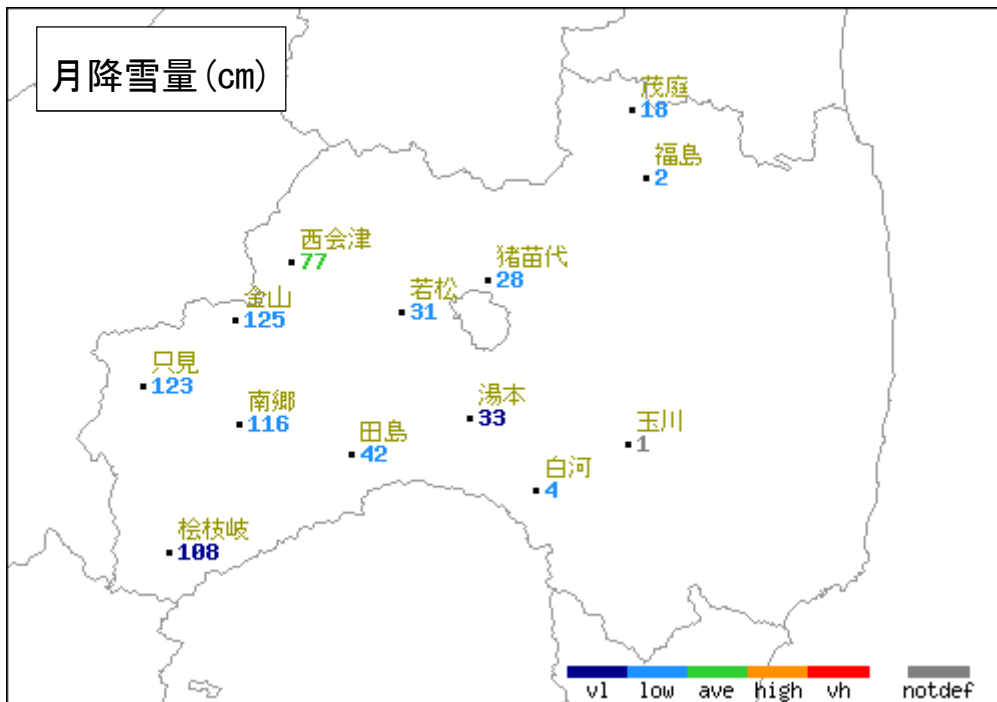 月降雪量(cm)
茂庭
18
福島
2
西会津
77
猪苗代
28
金山
125
若松
31
只見
123
南郷
116
湯本
33
田島
42
玉川
1
白河
4
桧枝岐
108
vl low ave high vh notdef